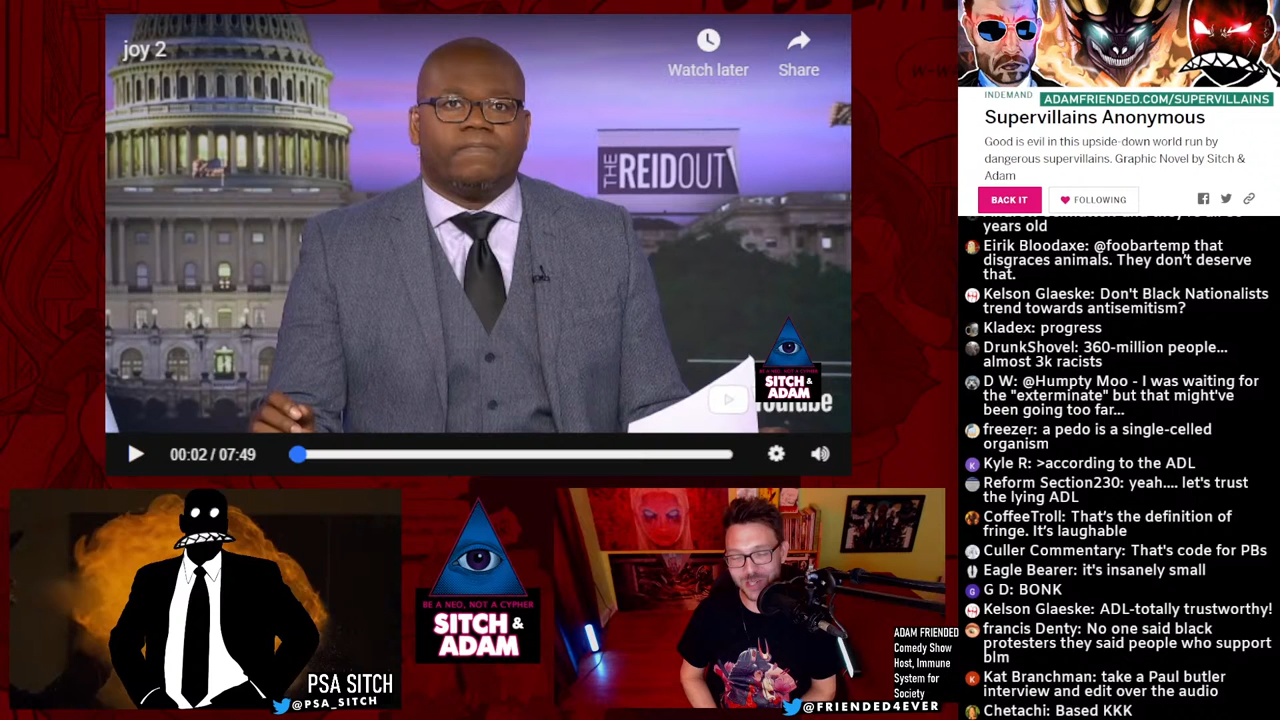 joy 2
Watch later
Share
THE REIDOUT
SITCH &
ADAM
YouTube
00:02 / 07:49
INDEMAND
ADAMFRIENDED.COM/SUPERVILLAINS
Supervillains Anonymous
Good is evil in this upside-down world run by
dangerous supervillains. Graphic Novel by Sitch &
Adam
BACK IT
FOLLOWING
years old
Eirik Bloodaxe: @foobartemp that
disgraces animals. They don't deserve
that.
Kelson Glaeske: Don't Black Nationalists
trend towards antisemitism?
Kladex: progress
DrunkShovel: 360-million people...
almost 3k racists
D W: @Humpty Moo - I was waiting for
the "exterminate" but that might've
been going too far...
freezer: a pedo is a single-celled
organism
Kyle R: >according to the ADL
Reform Section230: yeah.... let's trust
the lying ADL
CoffeeTroll: That's the definition of
fringe. It's laughable
Culler Commentary: That's code for PBs
Eagle Bearer: it's insanely small
G D: BONK
Kelson Glaeske: ADL-totally trustworthy!
francis Denty: No one said black
protesters they said people who support
blm
Kat Branchman: take a Paul butler
interview and edit over the audio
Chetachi: Based KKK
PSA SITCH
@PSA_SITCH
BE A NEO, NOT A CYPHER
SITCH &
ADAM
ADAM FRIENDED
Comedy Show
Host, Immune
System for
Society
@FRIENDED4EVER